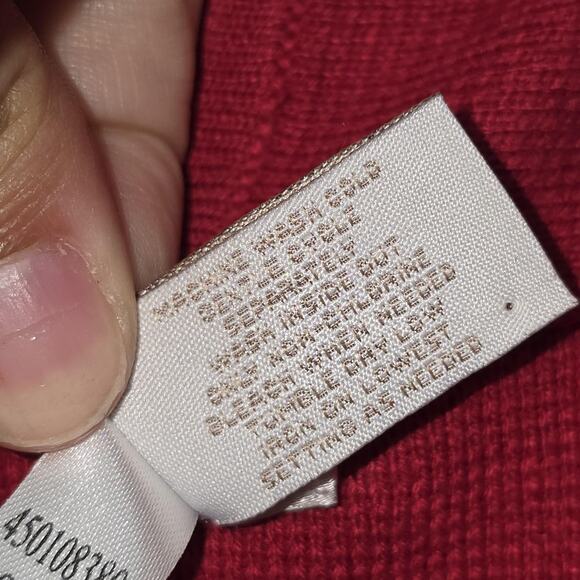 MACHINE WASH COLD
GENTLE CYCLE
SEPARATELY
WASH INSIDE OUT
ONLY NON-CHLORINE
BLEACH WHEN NEEDED
TUMBLE DRY LOW
IRON ON LOWEST
SETTING AS NEEDED
450108389